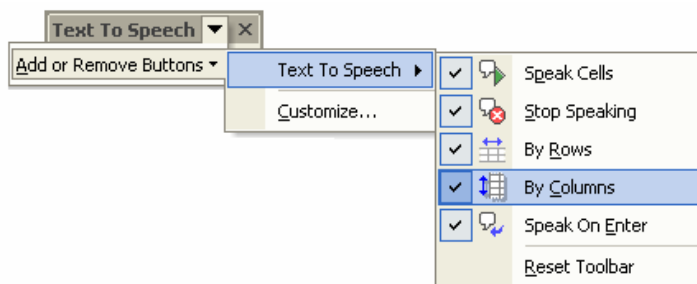 Text To Speech
Add or Remove Buttons
Text To Speech
Customize...
Speak Cells
Stop Speaking
By Rows
By Columns
Speak On Enter
Reset Toolbar